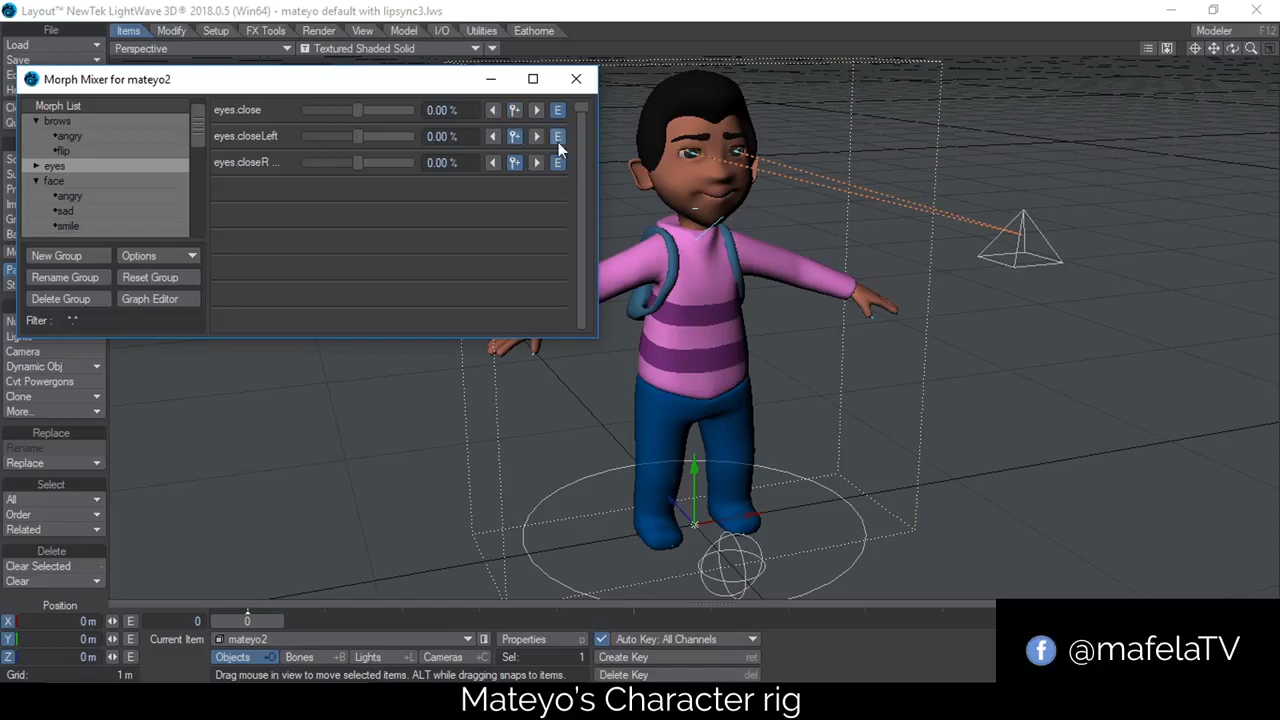 Layout™ NewTek LightWave 3D® 2018.0.5 (Win64) - mateyo default with lipsync3.lws
File
Items
Modify
Setup
FX Tools
Render
View
Model
I/O
Utilities
Eathome
Modeler
F12
Load
Perspective
Textured Shaded Solid
Save
Morph Mixer for mateyo2
Morph List
brows
angry
flip
eyes
face
angry
sad
smile
eyes.close
0.00 %
E
eyes.closeLeft
0.00 %
E
eyes.closeR ...
0.00 %
E
New Group
Options
Rename Group
Reset Group
Delete Group
Graph Editor
Filter :
*.*
Camera
Dynamic Obj
Cvt Powergons
Clone
More...
Replace
Rename
Replace
Select
All
Order
Related
Delete
Clear Selected
Clear
Position
X
0 m
E
0
0
Y
0 m
E
Current Item
mateyo2
Properties
p
Auto Key: All Channels
Z
0 m
E
Objects
+O
Bones
+B
Lights
+L
Cameras
+C
Sel:
1
Create Key
ret
Grid:
1 m
Drag mouse in view to move selected items. ALT while dragging snaps to items.
Delete Key
del
f @mafelaTV
Mateyo's Character rig